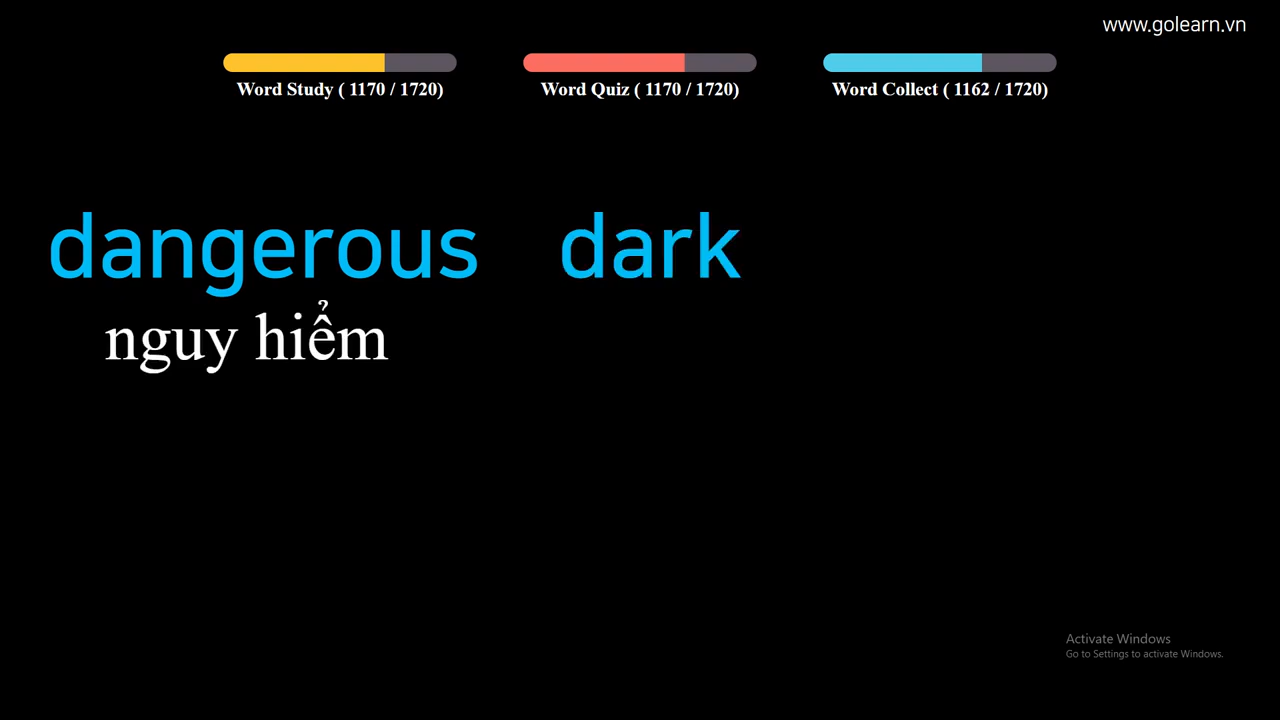 www.golearn.vn
Word Study ( 1170 / 1720)
Word Quiz ( 1170 / 1720)
Word Collect ( 1162 / 1720)
dangerous dark
nguy hiểm
Activate Windows
Go to Settings to activate Windows.